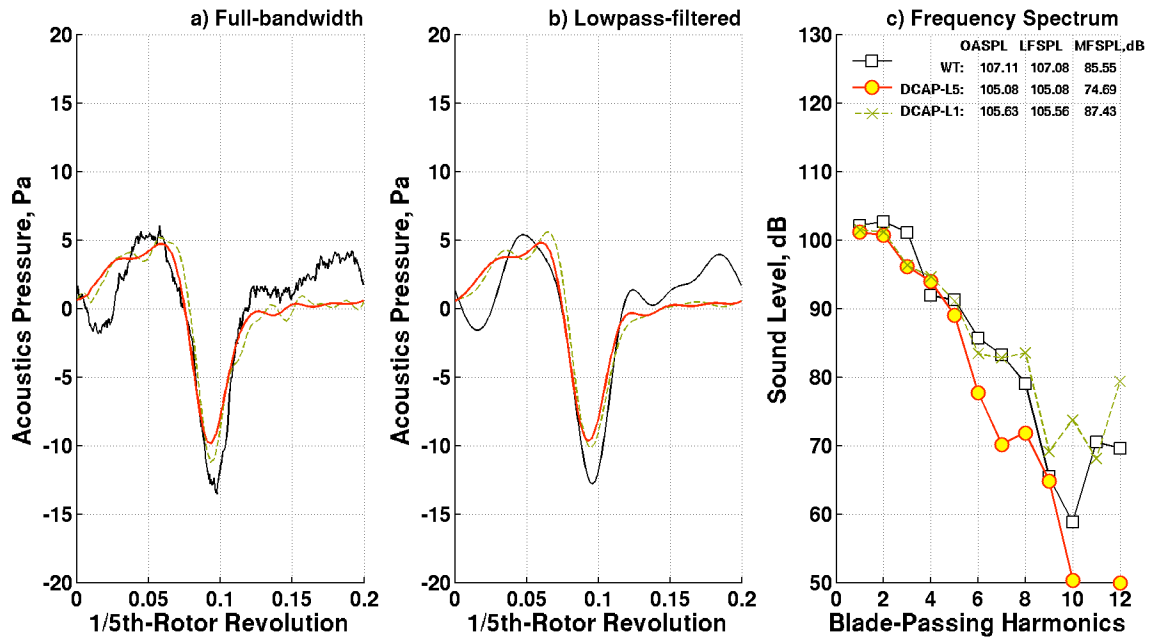 a) Full-bandwidth
20
15
10
5
0
-5
-10
-15
-20
Acoustics Pressure, Pa
0 0.05 0.1 0.15 0.2
1/5th-Rotor Revolution
b) Lowpass-filtered
20
15
10
5
0
-5
-10
-15
-20
Acoustics Pressure, Pa
0 0.05 0.1 0.15 0.2
1/5th-Rotor Revolution
c) Frequency Spectrum
OASPL LFSPL MFSPL,dB
WT: 107.11 107.08 85.55
DCAP-L5: 105.08 105.08 74.69
DCAP-L1: 105.63 105.56 87.43
130
120
110
100
90
80
70
60
50
Sound Level, dB
0 2 4 6 8 10 12
Blade-Passing Harmonics